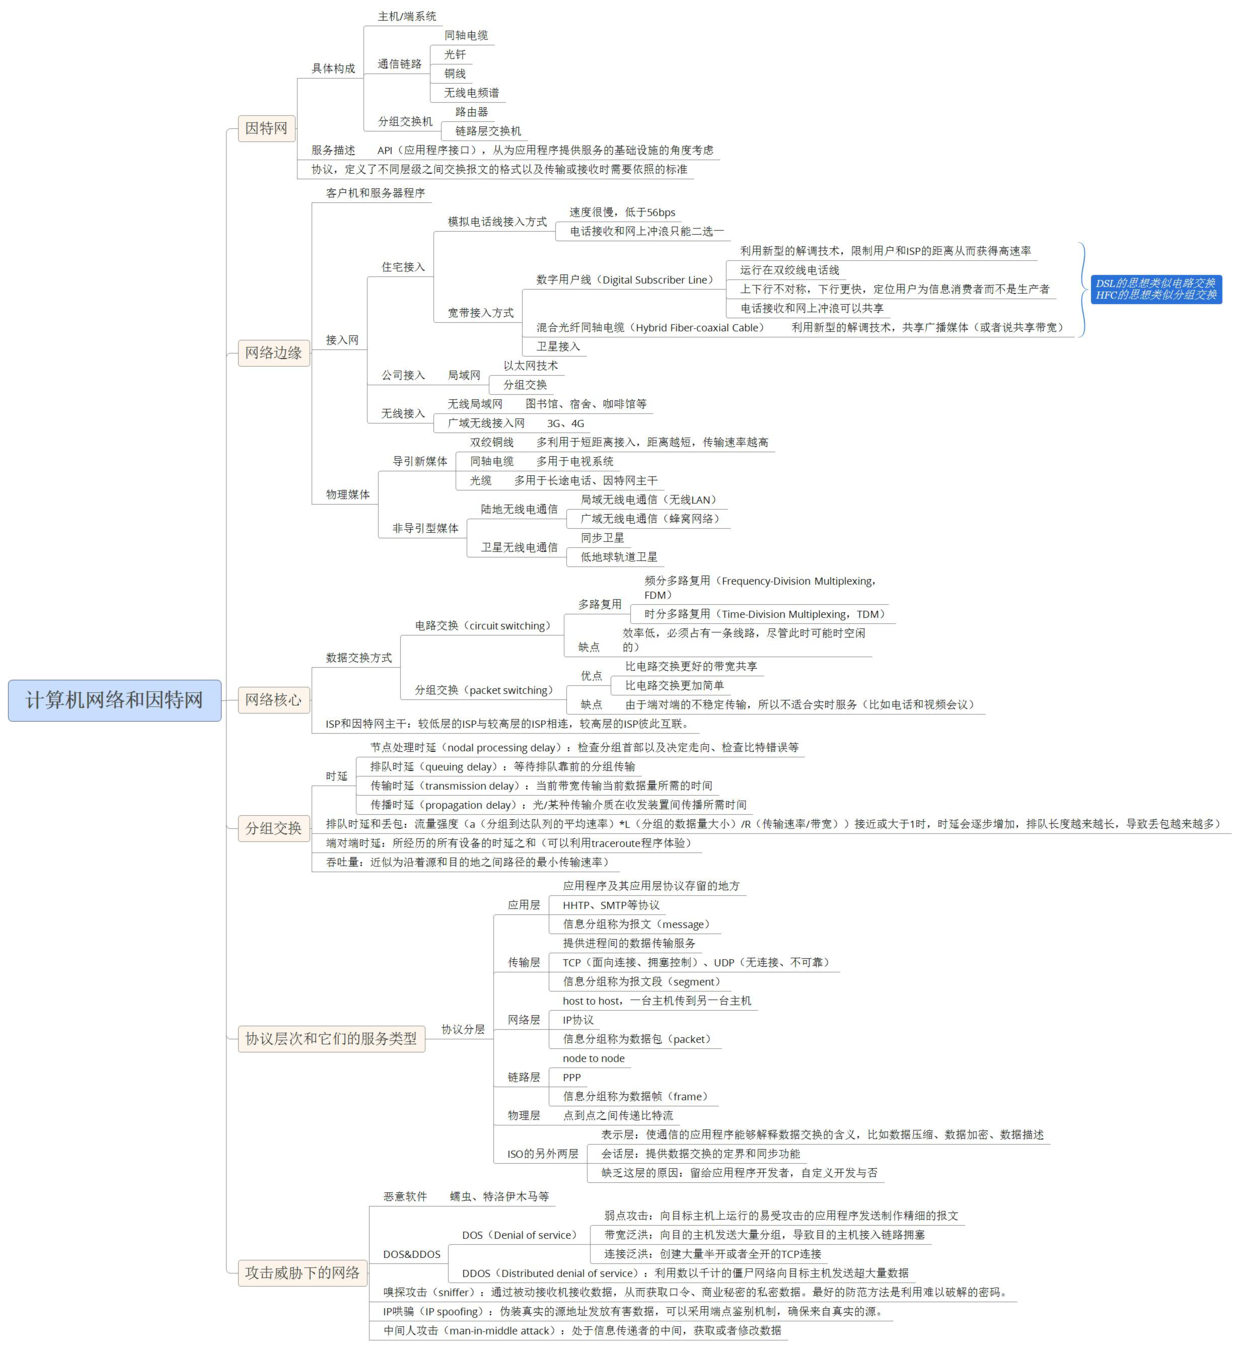 计算机网络和因特网
因特网
具体构成
主机/端系统
通信链路
同轴电缆
光钎
铜线
无线电频谱
分组交换机
路由器
链路层交换机
服务描述
API（应用程序接口），从为应用程序提供服务的基础设施的角度考虑
协议，定义了不同层级之间交换报文的格式以及传输或接收时需要依照的标准
网络边缘
客户机和服务器程序
接入网
住宅接入
模拟电话线接入方式
速度很慢，低于56bps
电话接收和网上冲浪只能二选一
宽带接入方式
数字用户线（Digital Subscriber Line）
利用新型的解调技术，限制用户和ISP的距离从而获得高速率
运行在双绞线电话线
上下行不对称，下行更快，定位用户为信息消费者而不是生产者
电话接收和网上冲浪可以共享
混合光纤同轴电缆（Hybrid Fiber-coaxial Cable）
利用新型的解调技术，共享广播媒体（或者说共享带宽）
卫星接入
DSL的思想类似电路交换
HFC的思想类似分组交换
公司接入
局域网
以太网技术
分组交换
无线接入
无线局域网
图书馆、宿舍、咖啡馆等
广域无线接入网
3G、4G
物理媒体
导引新媒体
双绞铜线
多利用于短距离接入，距离越短，传输速率越高
同轴电缆
多用于电视系统
光缆
多用于长途电话、因特网主干
非导引型媒体
陆地无线电通信
局域无线电通信（无线LAN）
广域无线电通信（蜂窝网络）
卫星无线电通信
同步卫星
低地球轨道卫星
网络核心
数据交换方式
电路交换（circuit switching）
多路复用
频分多路复用（Frequency-Division Multiplexing，
FDM）
时分多路复用（Time-Division Multiplexing，TDM）
缺点
效率低，必须占有一条线路，尽管此时可能时空闲
的）
分组交换（packet switching）
优点
比电路交换更好的带宽共享
比电路交换更加简单
缺点
由于端对端的不稳定传输，所以不适合实时服务（比如电话和视频会议）
ISP和因特网主干：较低层的ISP与较高层的ISP相连，较高层的ISP彼此互联。
分组交换
时延
节点处理时延（nodal processing delay）：检查分组首部以及决定走向、检查比特错误等
排队时延（queuing delay）：等待排队靠前的分组传输
传输时延（transmission delay）：当前带宽传输当前数据量所需的时间
传播时延（propagation delay）：光/某种传输介质在收发装置间传播所需时间
排队时延和丢包：流量强度（a（分组到达队列的平均速率）*L（分组的数据量大小）/R（传输速率/带宽））接近或大于1时，时延会逐步增加，排队长度越来越长，导致丢包越来越多）
端对端时延：所经历的所有设备的时延之和（可以利用traceroute程序体验）
吞吐量：近似为沿着源和目的地之间路径的最小传输速率）
协议层次和它们的服务类型
协议分层
应用层
应用程序及其应用层协议存留的地方
HHTP、SMTP等协议
信息分组称为报文（message）
传输层
提供进程间的数据传输服务
TCP（面向连接、拥塞控制）、UDP（无连接、不可靠）
信息分组称为报文段（segment）
网络层
host to host，一台主机传到另一台主机
IP协议
信息分组称为数据包（packet）
链路层
node to node
PPP
信息分组称为数据帧（frame）
物理层
点到点之间传递比特流
ISO的另外两层
表示层：使通信的应用程序能够解释数据交换的含义，比如数据压缩、数据加密、数据描述
会话层：提供数据交换的定界和同步功能
缺乏这层的原因：留给应用程序开发者，自定义开发与否
攻击威胁下的网络
恶意软件
蠕虫、特洛伊木马等
DOS&DDOS
DOS（Denial of service）
弱点攻击：向目标主机上运行的易受攻击的应用程序发送制作精细的报文
带宽泛洪：向目的主机发送大量分组，导致目的主机接入链路拥塞
连接泛洪：创建大量半开或者全开的TCP连接
DDOS（Distributed denial of service）：利用数以千计的僵尸网络向目标主机发送超大量数据
嗅探攻击（sniffer）：通过被动接收机接收数据，从而获取口令、商业秘密的私密数据。最好的防范方法是利用难以破解的密码。
IP哄骗（IP spoofing）：伪装真实的源地址发放有害数据，可以采用端点鉴别机制，确保来自真实的源。
中间人攻击（man-in-middle attack）：处于信息传递者的中间，获取或者修改数据